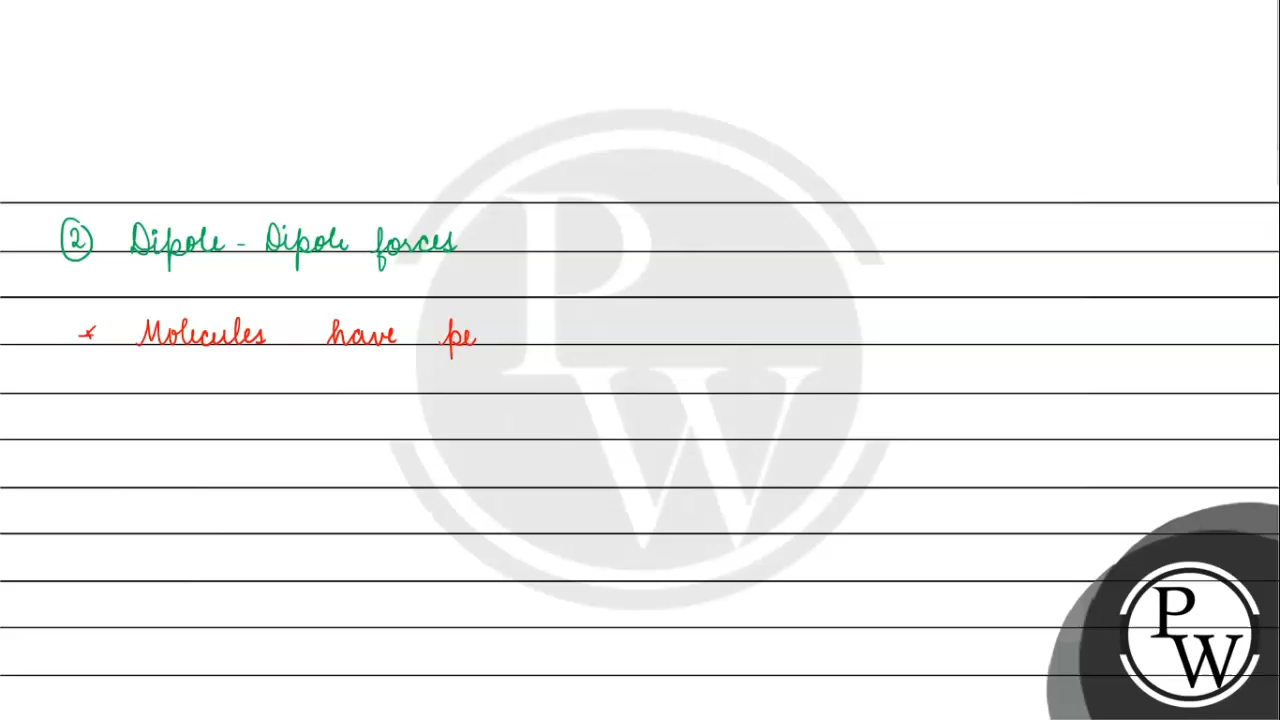 ② Dipole - Dipole forces
* Molecules have pe
P
W
P
W